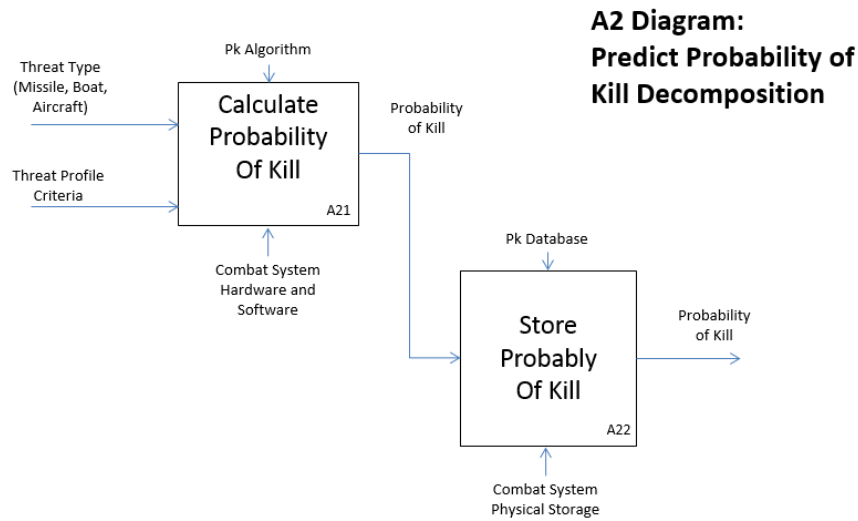 A2 Diagram:
Predict Probability of
Kill Decomposition
Pk Algorithm
Threat Type
(Missile, Boat,
Aircraft)
Calculate
Probability
Of Kill
A21
Probability
of Kill
Threat Profile
Criteria
Combat System
Hardware and
Software
Pk Database
Store
Probably
Of Kill
A22
Probability
of Kill
Combat System
Physical Storage